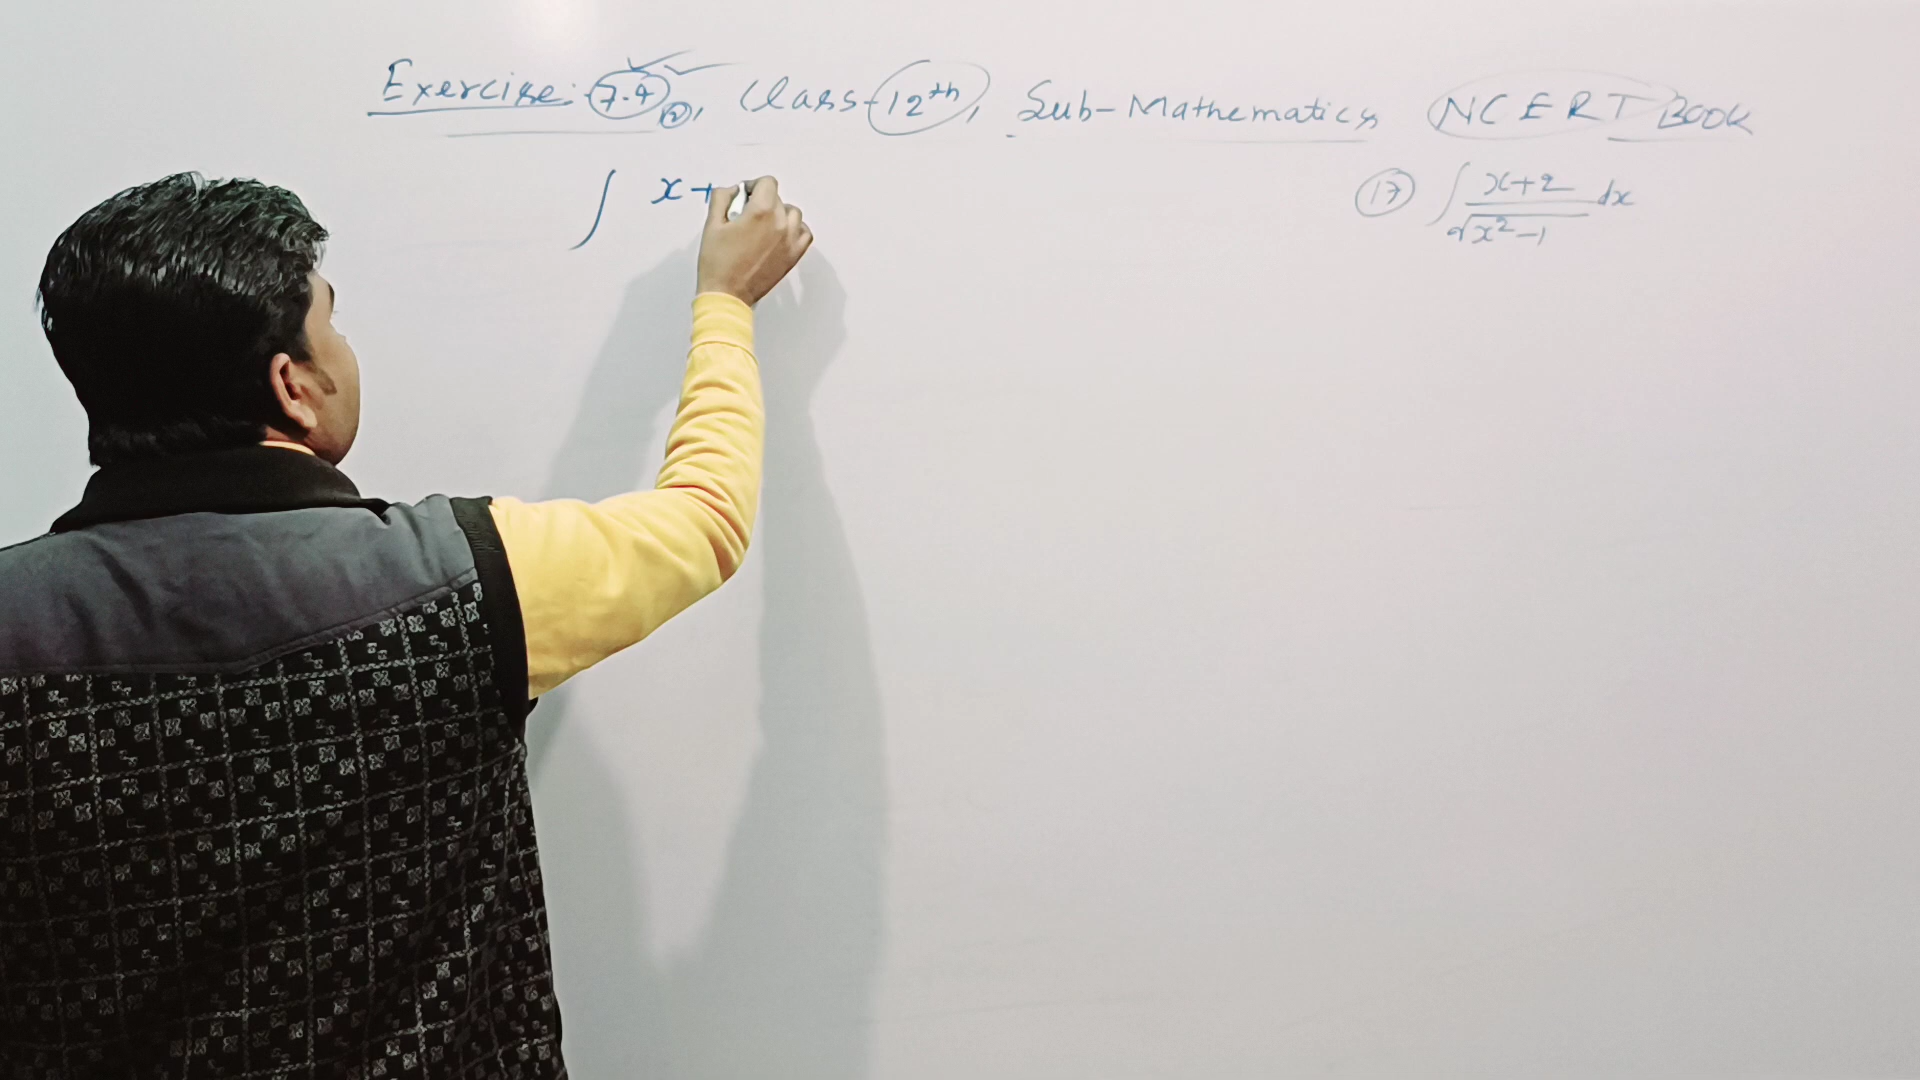 Exercise: 7.4, Class-12th, Sub-Mathematics NCERT BOOK
∫ x+
(17) ∫ x+2 / √x²-1 dx